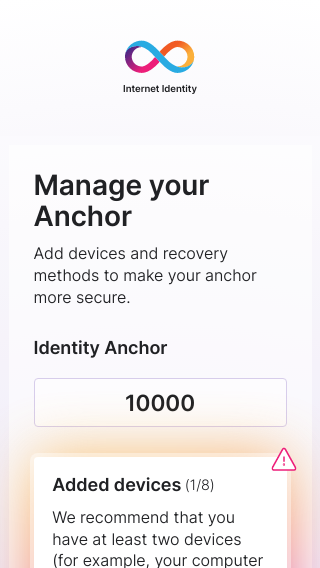 Internet Identity
Manage your
Anchor
Add devices and recovery
methods to make your anchor
more secure.
Identity Anchor
10000
Added devices (1/8)
We recommend that you
have at least two devices
(for example, your computer